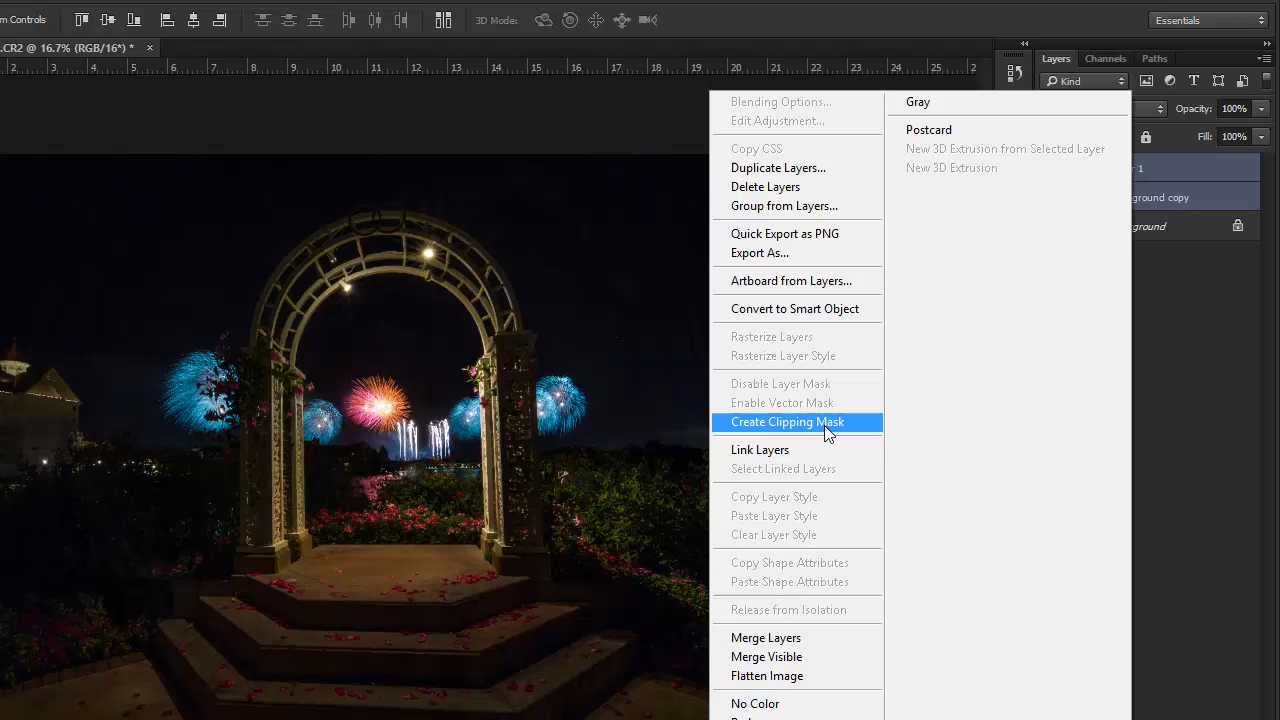 m Controls
3D Mode:
Essentials
.CR2 @ 16.7% (RGB/16*) *
2 3 4 5 6 7 8 9 10 11 12 13 14 15 16 17 18 19 20 21 22 23 24 25 2
Layers Channels Paths
Kind
Opacity: 100%
Fill: 100%
r 1
ground copy
ground
Blending Options...
Edit Adjustment...
Copy CSS
Duplicate Layers...
Delete Layers
Group from Layers...
Quick Export as PNG
Export As...
Artboard from Layers...
Convert to Smart Object
Rasterize Layers
Rasterize Layer Style
Disable Layer Mask
Enable Vector Mask
Create Clipping Mask
Link Layers
Select Linked Layers
Copy Layer Style
Paste Layer Style
Clear Layer Style
Copy Shape Attributes
Paste Shape Attributes
Release from Isolation
Merge Layers
Merge Visible
Flatten Image
No Color
Gray
Postcard
New 3D Extrusion from Selected Layer
New 3D Extrusion